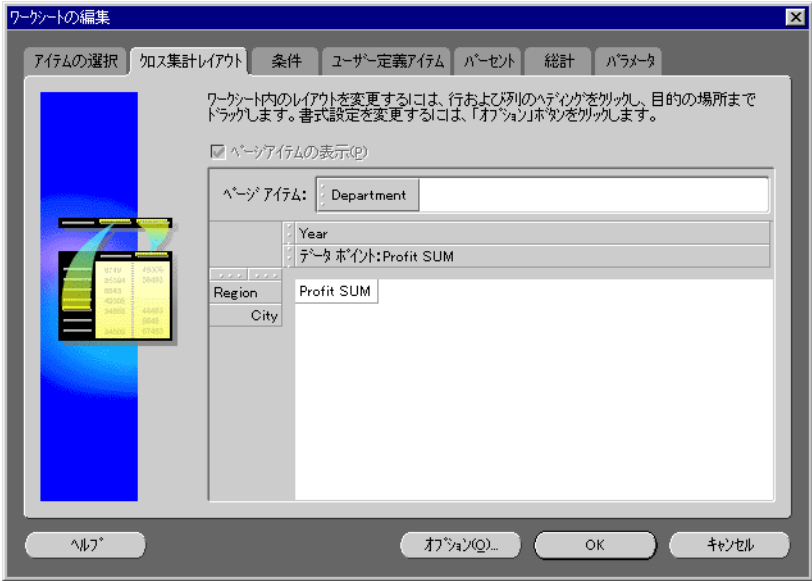 ワークシートの編集
アイテムの選択 クロス集計レイアウト 条件 ユーザー定義アイテム パーセント 総計 パラメータ
ワークシート内のレイアウトを変更するには、行および列のヘディングをクリックし、目的の場所まで
ドラッグします。書式設定を変更するには、「オプション」ボタンをクリックします。
ページアイテムの表示(P)
ページ アイテム: Department
Year
データ ポイント:Profit SUM
Region Profit SUM
City
ヘルプ オプション(O)... OK キャンセル